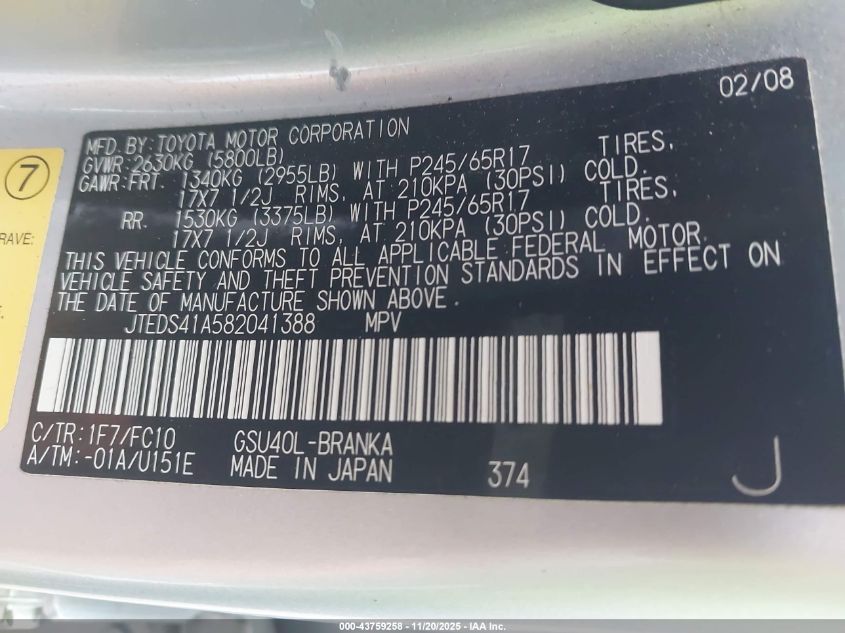 02/08
MFD.BY:TOYOTA MOTOR CORPORATION
GVWR:2630KG (5800LB)
GAWR:FRT. 1340KG (2955LB) WITH P245/65R17 TIRES,
17X7 1/2J RIMS, AT 210KPA (30PSI) COLD.
RR. 1530KG (3375LB) WITH P245/65R17 TIRES,
17X7 1/2J RIMS, AT 210KPA (30PSI) COLD.
THIS VEHICLE CONFORMS TO ALL APPLICABLE FEDERAL MOTOR
VEHICLE SAFETY AND THEFT PREVENTION STANDARDS IN EFFECT ON
THE DATE OF MANUFACTURE SHOWN ABOVE.
JTEDS41A582041388 MPV
C/TR:1F7/FC10 GSU40L-BRANKA
A/TM:-01A/U151E MADE IN JAPAN 374 J
7
RAVE:
000-43759258 - 11/20/2025 - IAA Inc.